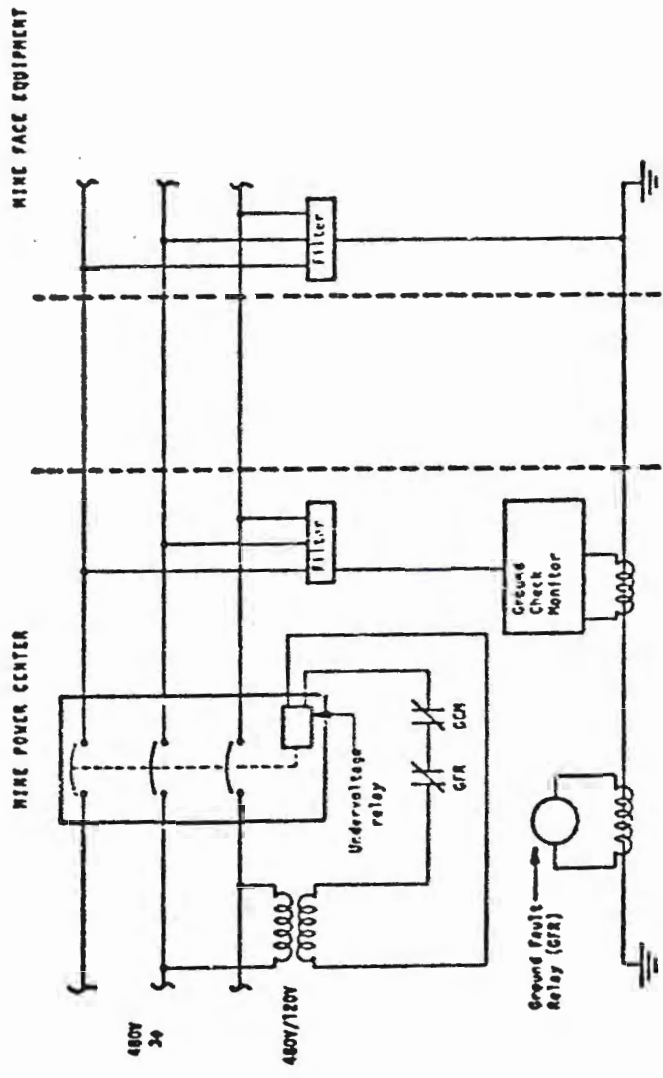 MINE POWER CENTER
MINE FACE EQUIPMENT
480V
3φ
480V/120V
Undervoltage
relay
GFR
GCM
Filter
Filter
Ground
Check
Monitor
Ground Fault
Relay (GFR)